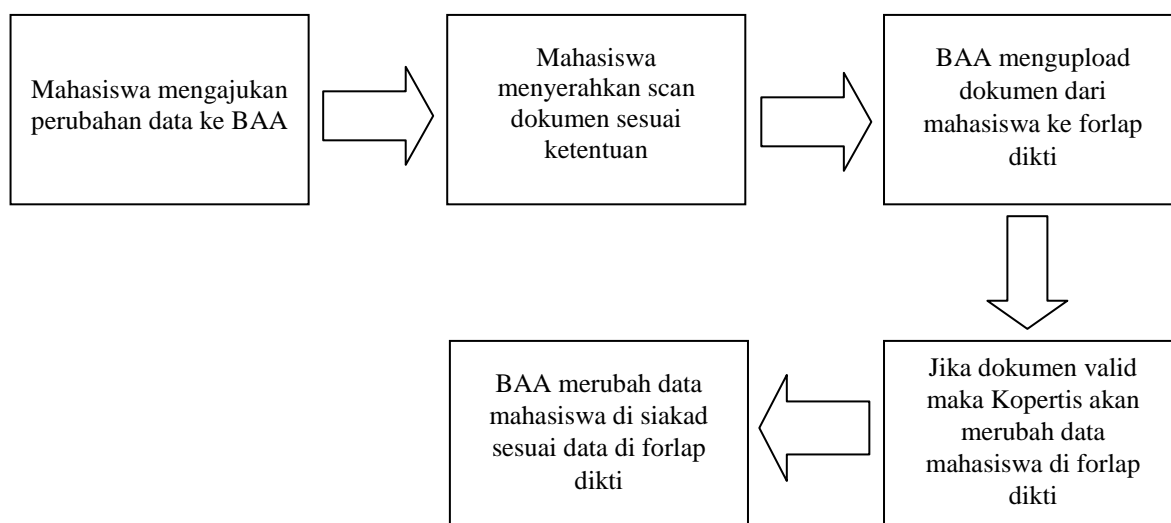 Mahasiswa mengajukan
perubahan data ke BAA
Mahasiswa
menyerahkan scan
dokumen sesuai
ketentuan
BAA mengupload
dokumen dari
mahasiswa ke forlap
dikti
Jika dokumen valid
maka Kopertis akan
merubah data
mahasiswa di forlap
dikti
BAA merubah data
mahasiswa di siakad
sesuai data di forlap
dikti